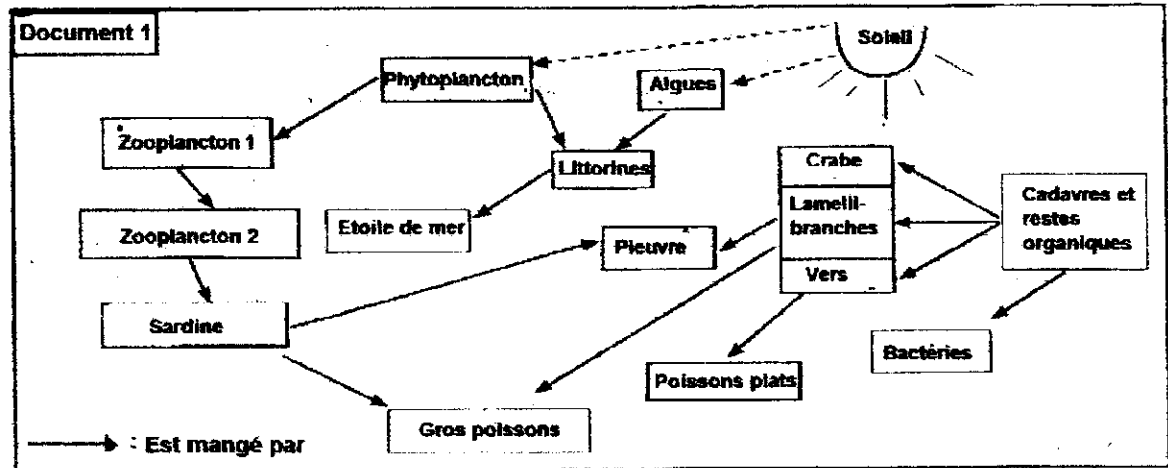 Document 1
Soleil
Phytoplancton
Algues
Zooplancton 1
Littorines
Crabe
Lamelli-
branches
Vers
Cadavres et
restes
organiques
Zooplancton 2
Etoile de mer
Pieuvre
Sardine
Bactéries
Poissons plats
Gros poissons
: Est mangé par